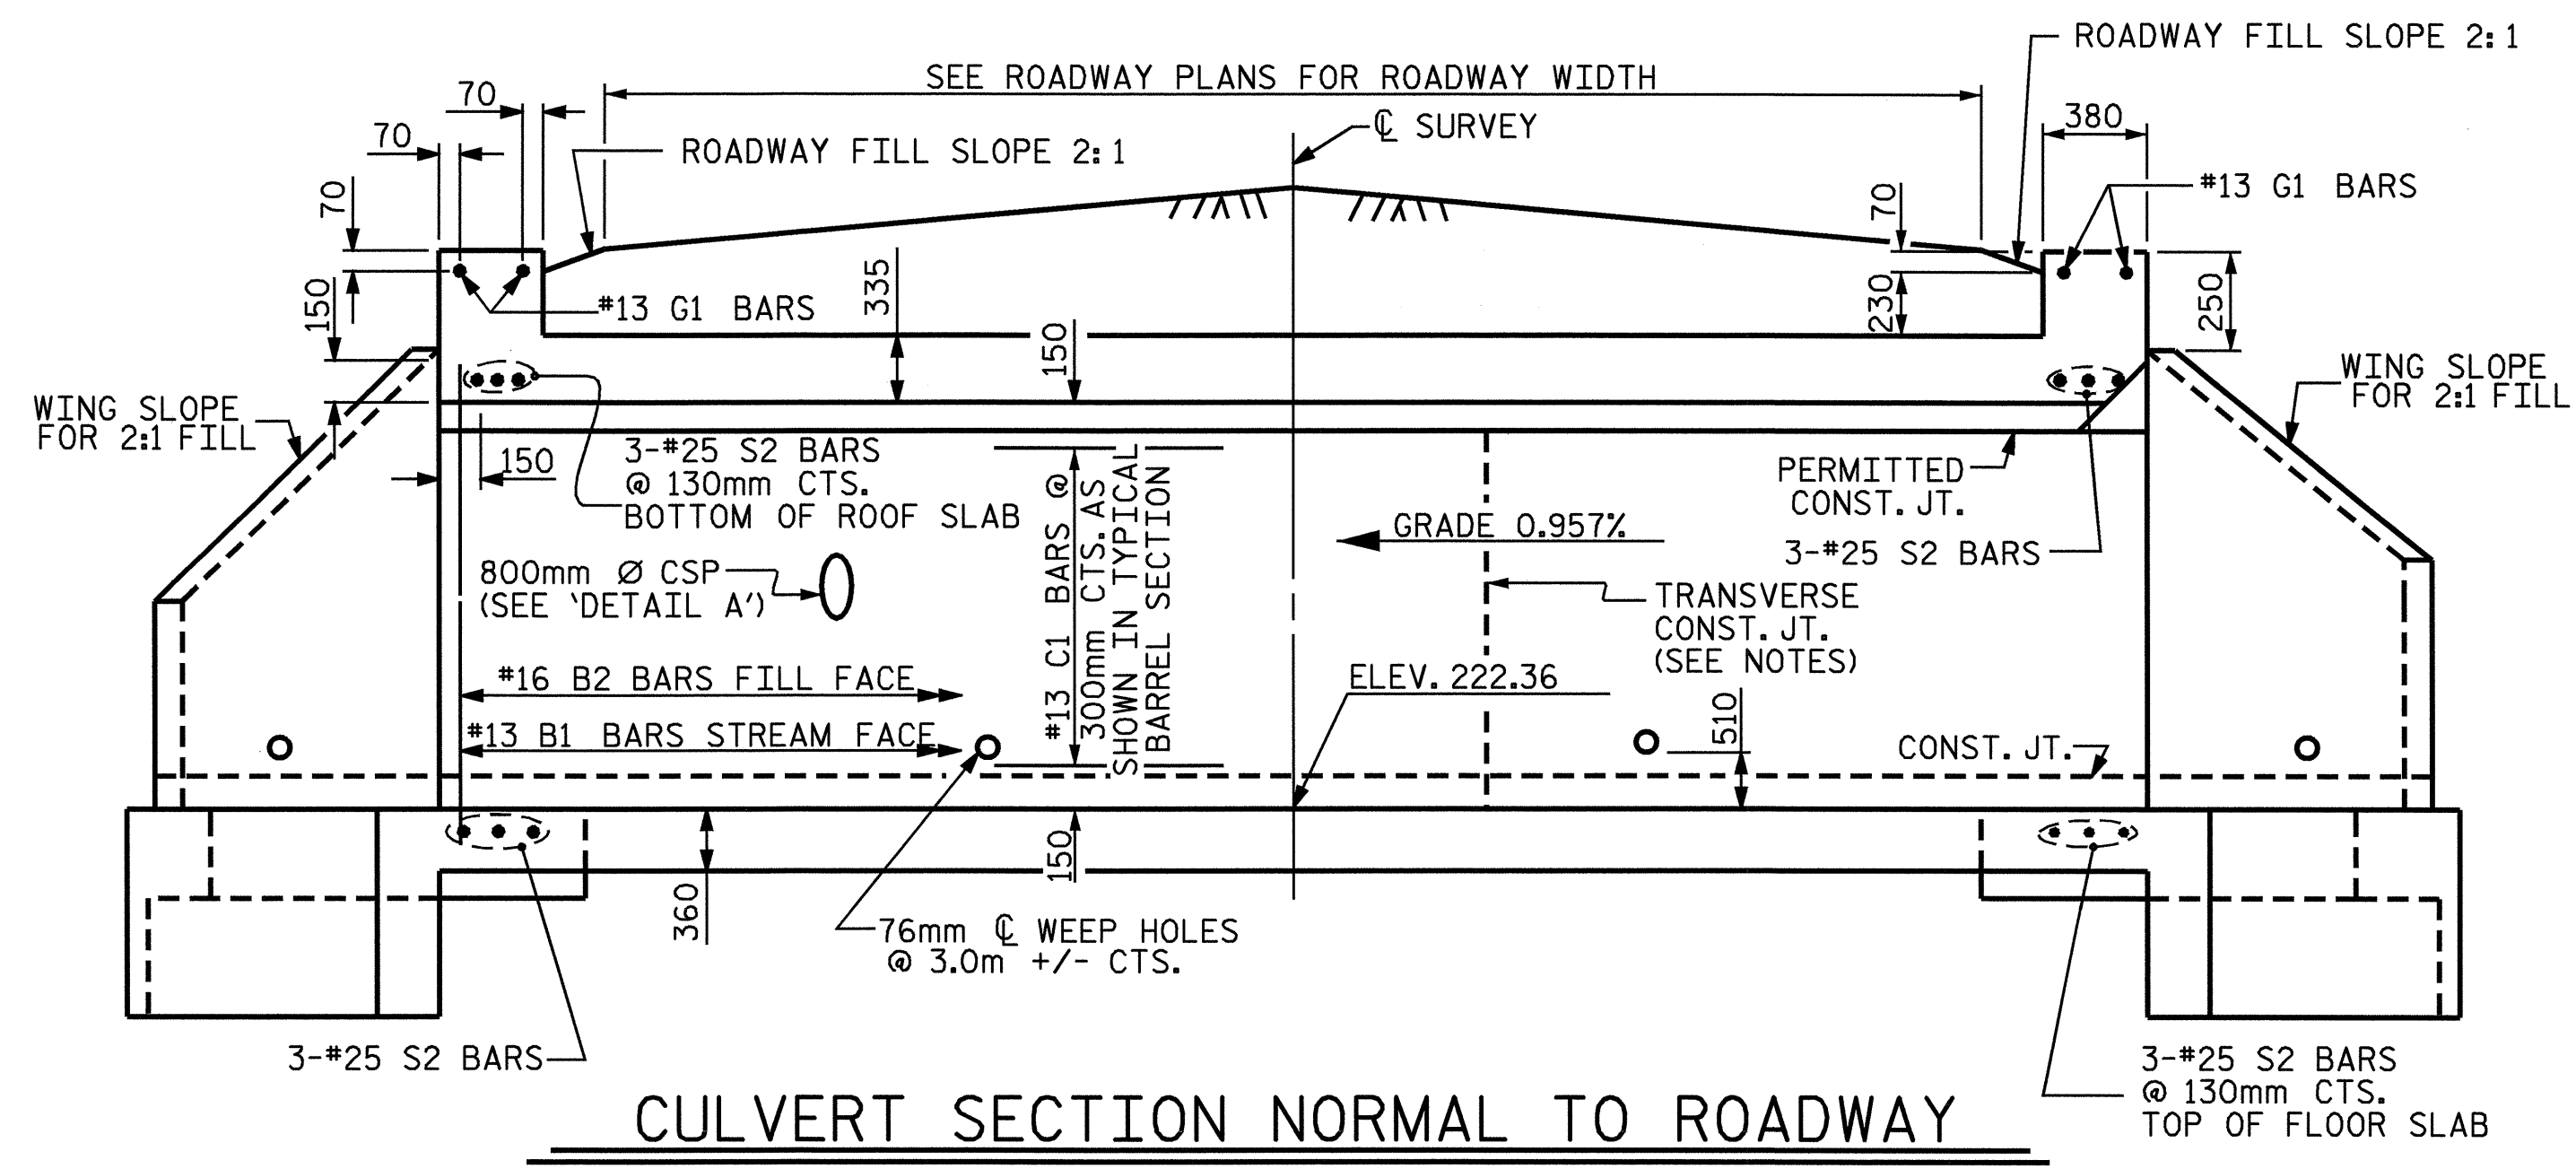 ROADWAY FILL SLOPE 2:1
SEE ROADWAY PLANS FOR ROADWAY WIDTH
70
380
℄ SURVEY
70
ROADWAY FILL SLOPE 2:1
#13 G1 BARS
70
70
150
#13 G1 BARS
335
230
250
150
WING SLOPE
FOR 2:1 FILL
WING SLOPE
FOR 2:1 FILL
150
3-#25 S2 BARS
@ 130mm CTS.
BOTTOM OF ROOF SLAB
#13 C1 BARS @
300mm CTS. AS
SHOWN IN TYPICAL
BARREL SECTION
PERMITTED
CONST. JT.
GRADE 0.957%
3-#25 S2 BARS
800mm Ø CSP
(SEE 'DETAIL A')
TRANSVERSE
CONST. JT.
(SEE NOTES)
#16 B2 BARS FILL FACE
ELEV. 222.36
#13 B1 BARS STREAM FACE
510
CONST. JT.
150
360
76mm ℄ WEEP HOLES
@ 3.0m +/- CTS.
3-#25 S2 BARS
3-#25 S2 BARS
@ 130mm CTS.
TOP OF FLOOR SLAB
CULVERT SECTION NORMAL TO ROADWAY